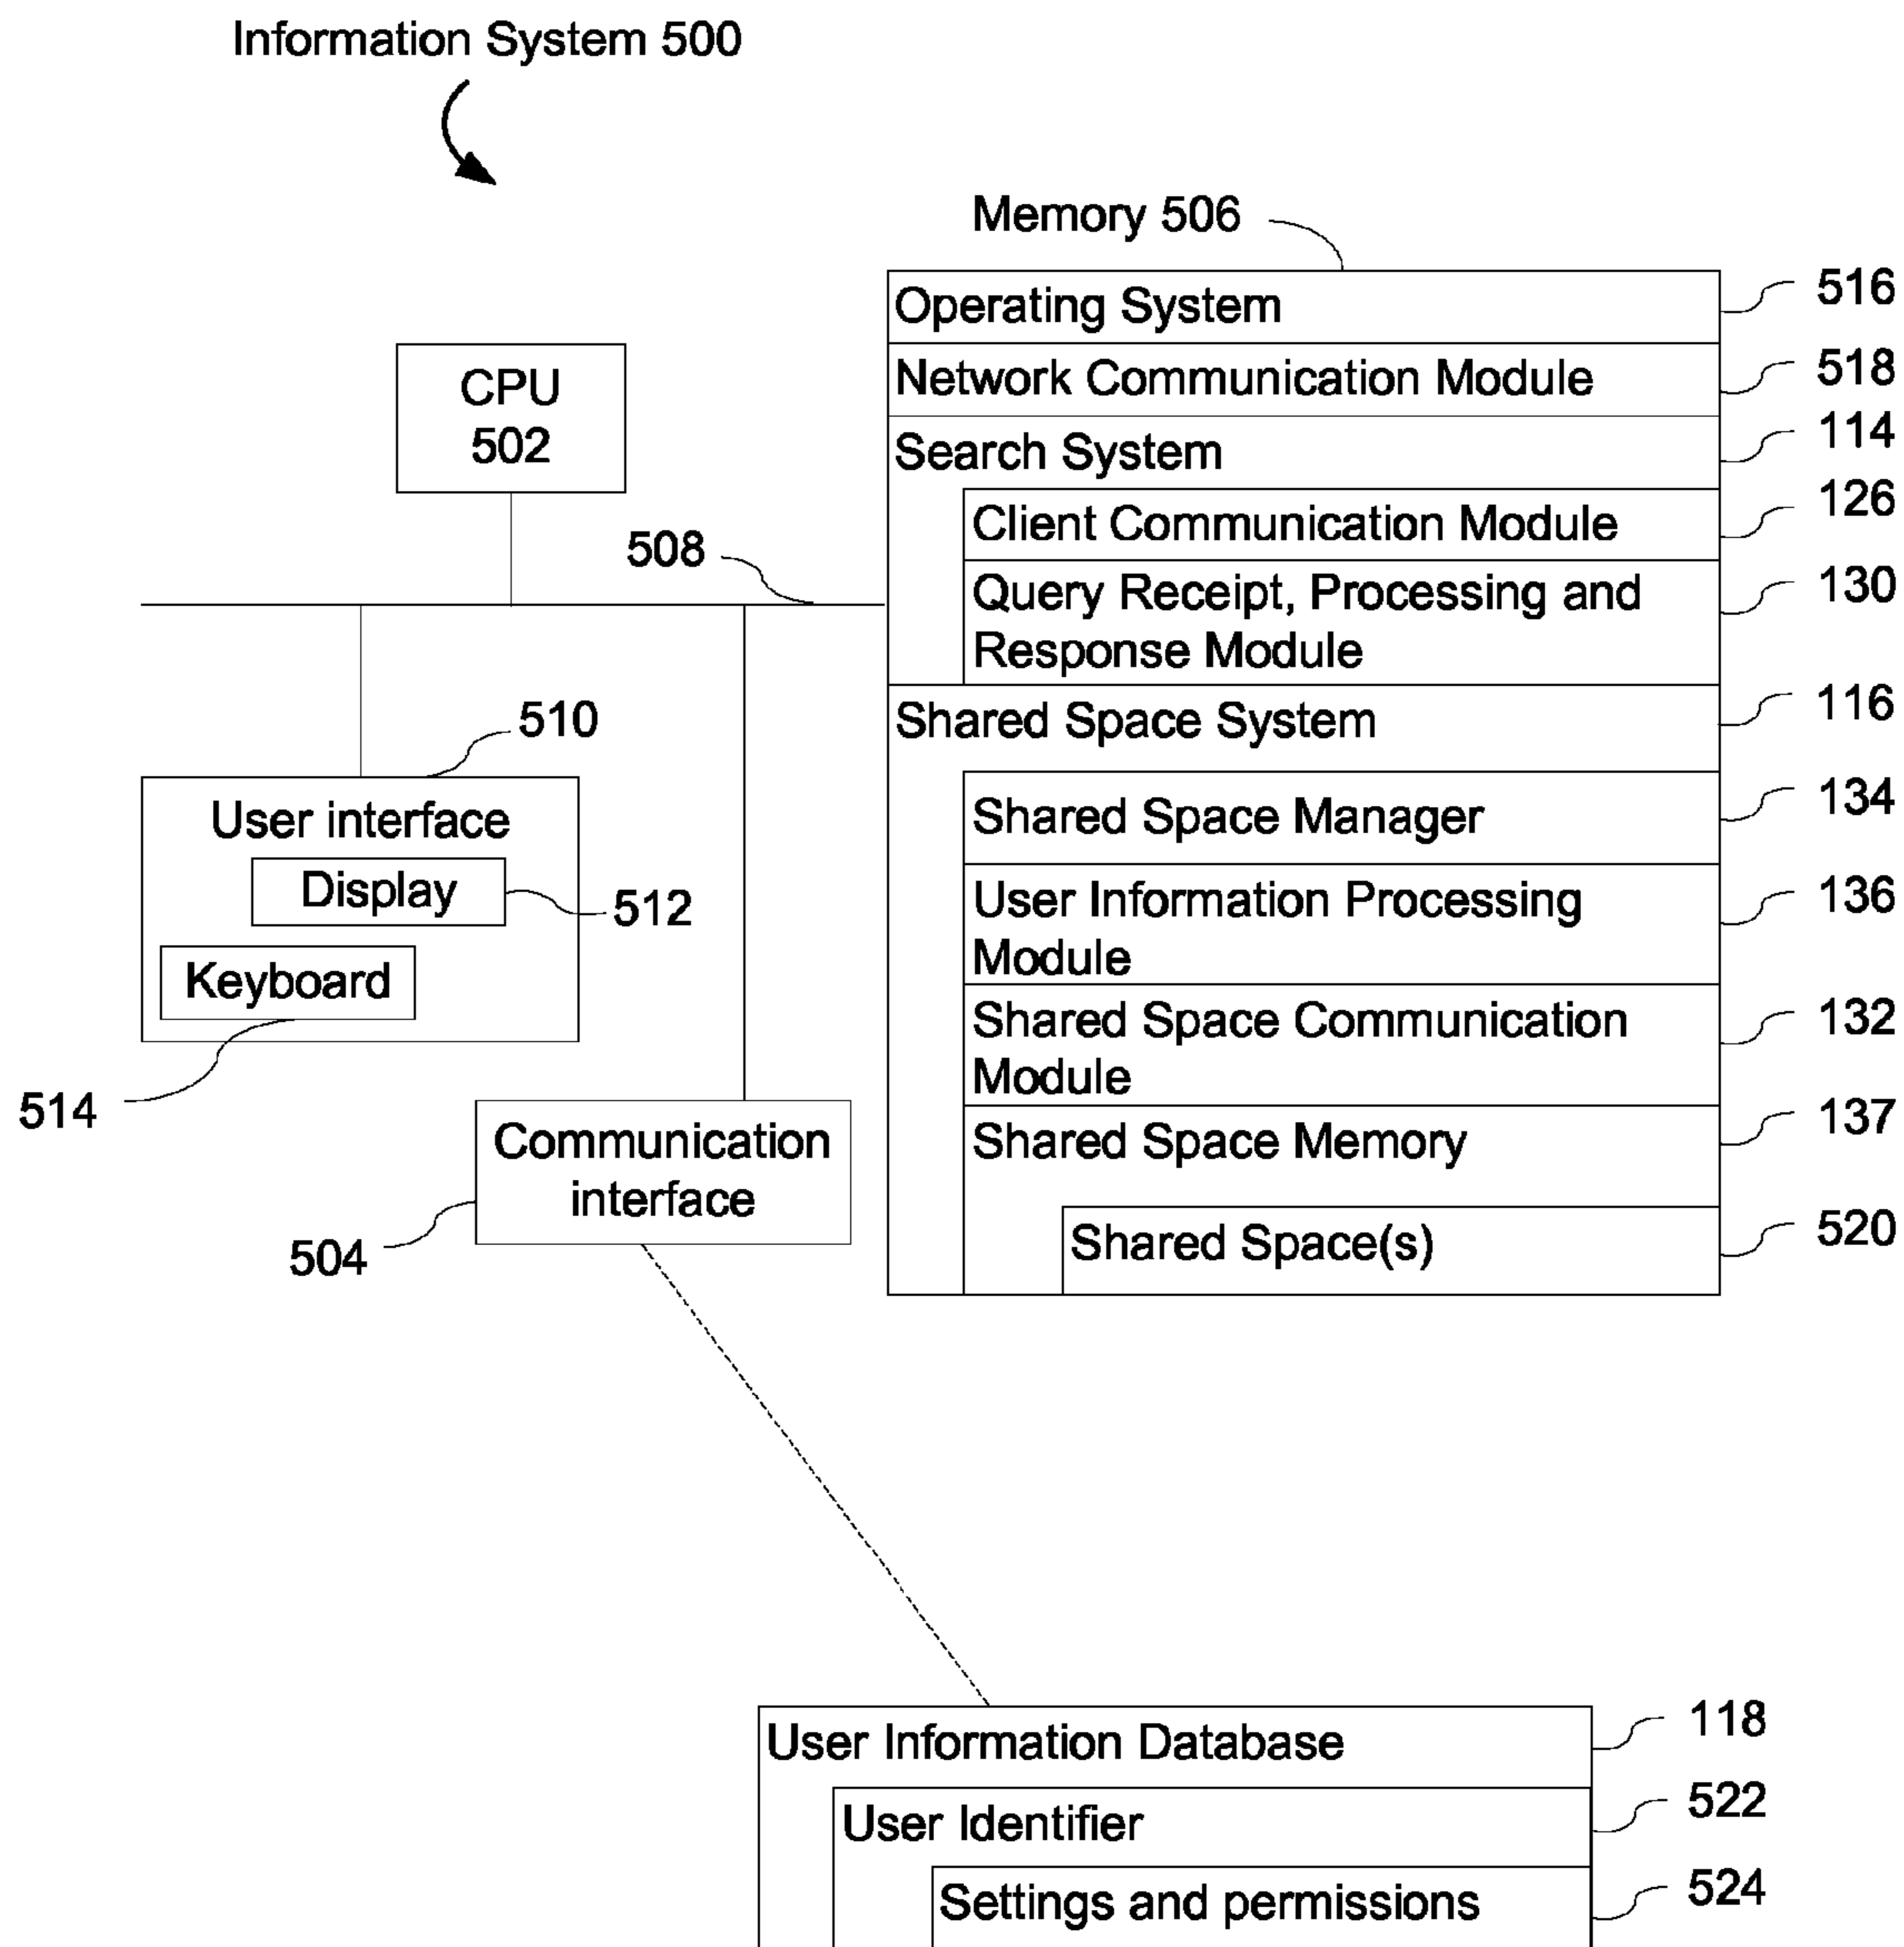 Information System 500
Memory 506
Operating System
516
Network Communication Module
518
Search System
114
Client Communication Module
126
Query Receipt, Processing and
Response Module
130
Shared Space System
116
Shared Space Manager
134
User Information Processing
Module
136
Shared Space Communication
Module
132
Shared Space Memory
137
Shared Space(s)
520
CPU
502
508
510
User interface
Display
512
Keyboard
514
Communication
interface
504
User Information Database
118
User Identifier
522
Settings and permissions
524